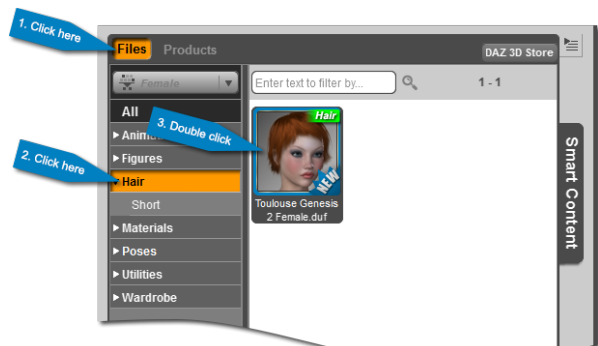 1. Click here
Files Products
DAZ 3D Store
Female
Enter text to filter by...
1 - 1
All
3. Double click
Hair
2. Click here
Figures
Hair
NEW
Short
Toulouse Genesis
2 Female.duf
Materials
Poses
Utilities
Wardrobe
Smart Content